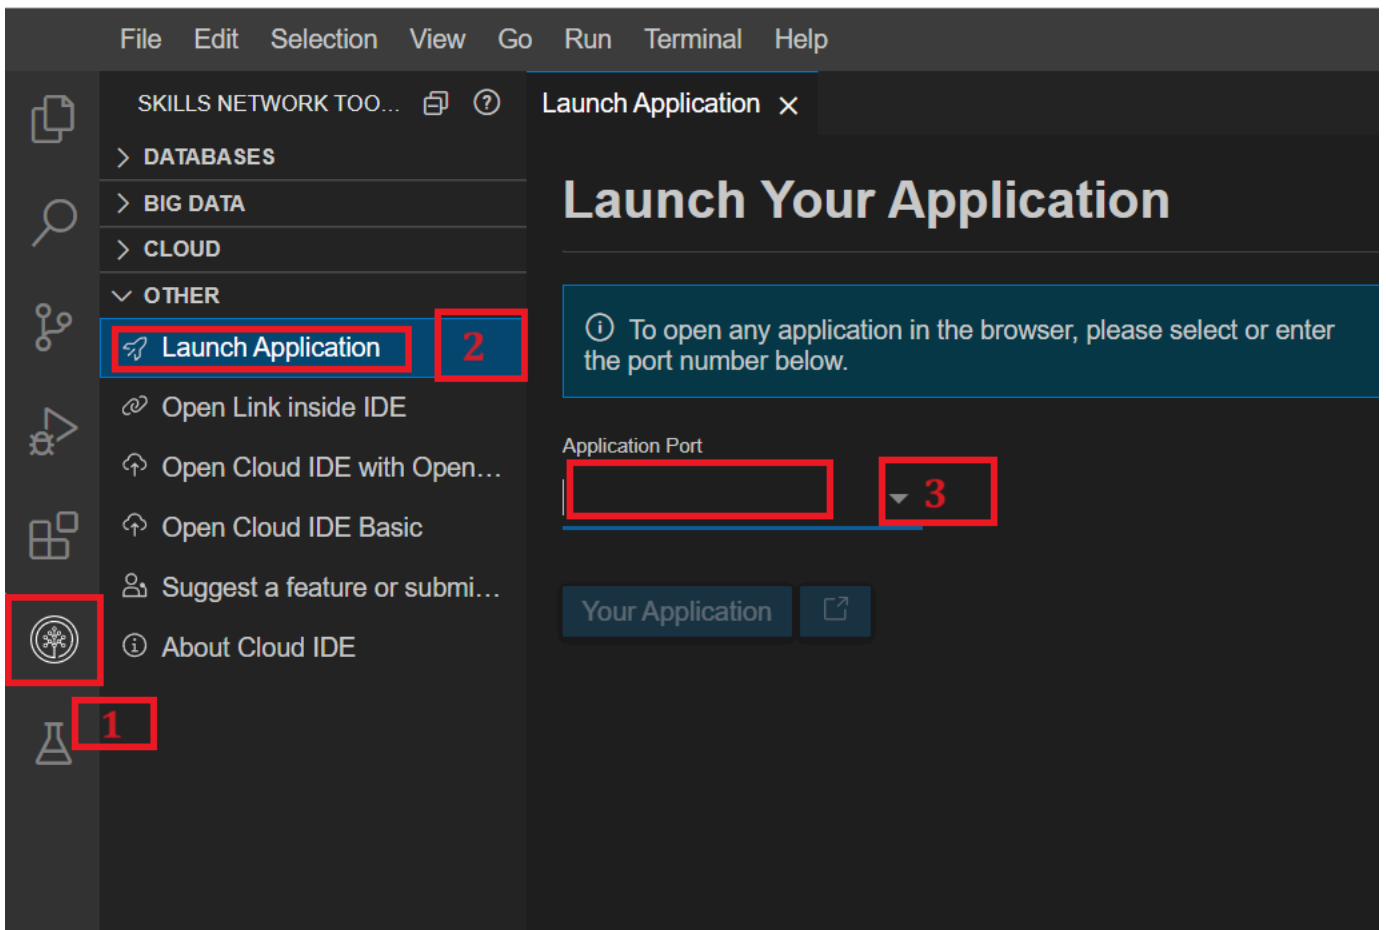 File Edit Selection View Go Run Terminal Help
SKILLS NETWORK TOO...
Launch Application
DATABASES
BIG DATA
CLOUD
OTHER
Launch Application
2
Open Link inside IDE
Open Cloud IDE with Open...
Open Cloud IDE Basic
Suggest a feature or submi...
About Cloud IDE
1
Launch Your Application
To open any application in the browser, please select or enter
the port number below.
Application Port
3
Your Application